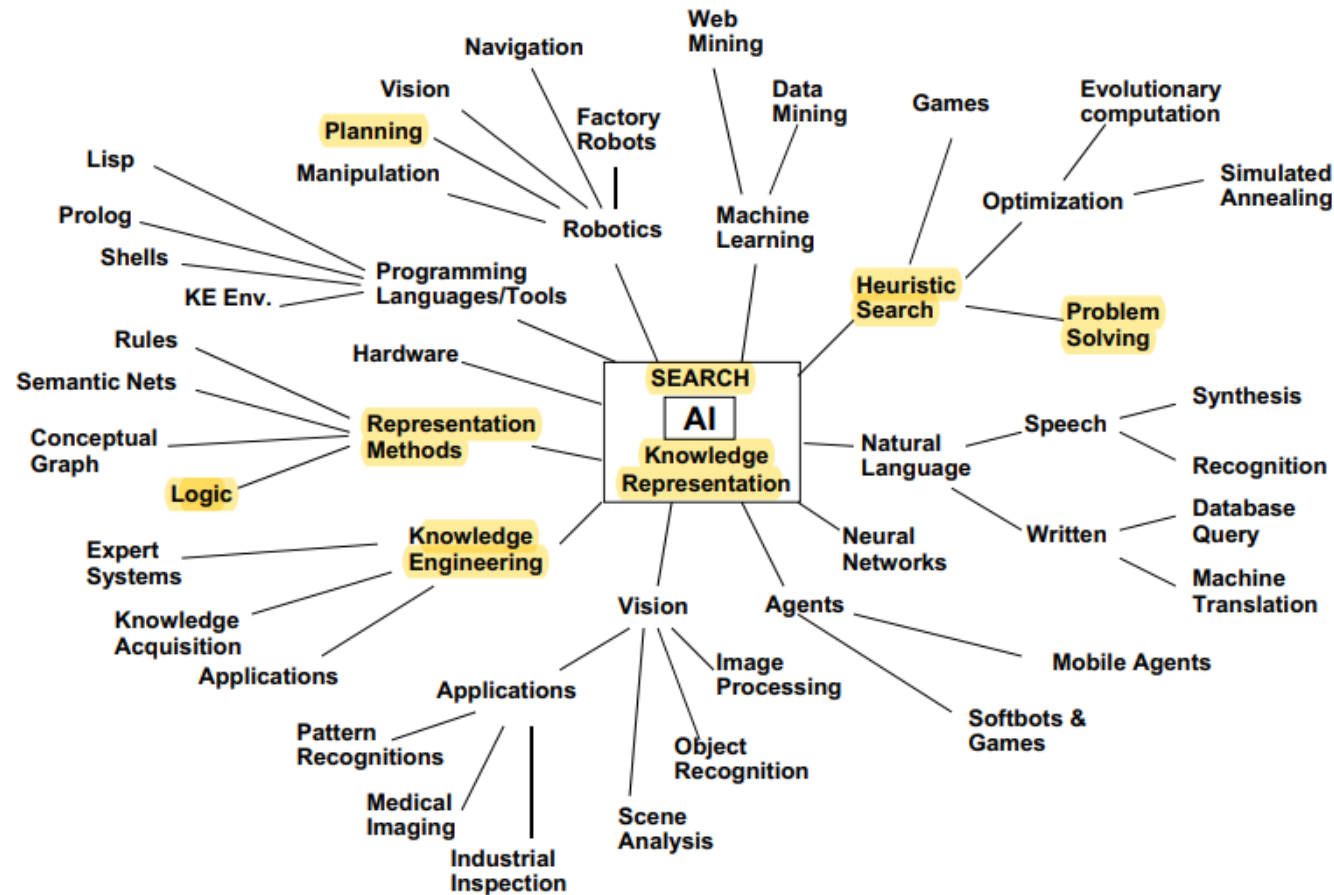 Web
Mining
Navigation
Data
Mining
Vision
Games
Evolutionary
computation
Factory
Robots
Planning
Lisp
Manipulation
Simulated
Annealing
Optimization
Prolog
Robotics
Machine
Learning
Shells
Programming
Languages/Tools
KE Env.
Heuristic
Search
Problem
Solving
Rules
Hardware
SEARCH
AI
Knowledge
Representation
Semantic Nets
Representation
Methods
Conceptual
Graph
Logic
Natural
Language
Speech
Synthesis
Recognition
Written
Database
Query
Machine
Translation
Neural
Networks
Knowledge
Engineering
Expert
Systems
Knowledge
Acquisition
Applications
Vision
Agents
Mobile Agents
Softbots &
Games
Image
Processing
Applications
Object
Recognition
Pattern
Recognitions
Medical
Imaging
Scene
Analysis
Industrial
Inspection